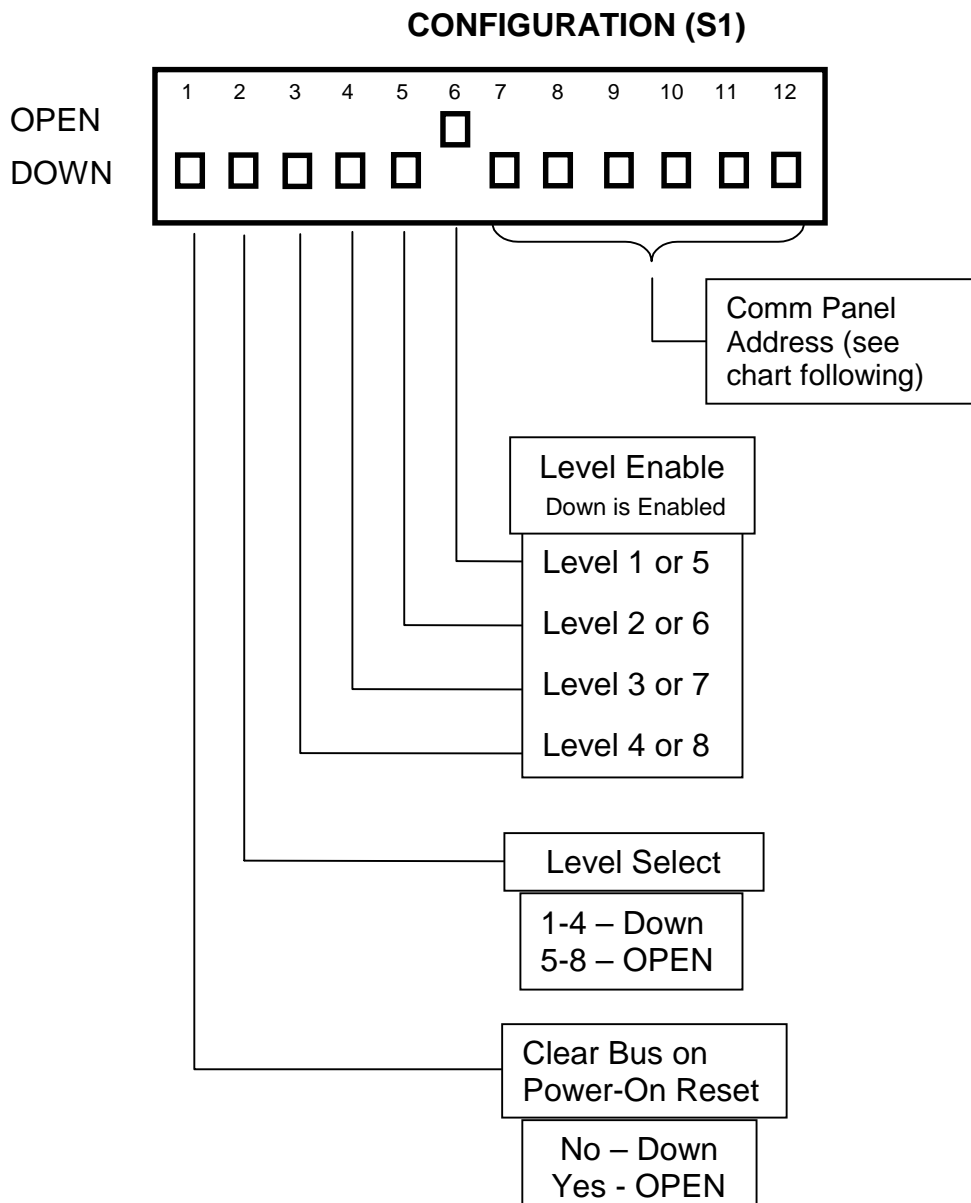 CONFIGURATION (S1)
1 2 3 4 5 6 7 8 9 10 11 12
OPEN
DOWN
Comm Panel
Address (see
chart following)
Level Enable
Down is Enabled
Level 1 or 5
Level 2 or 6
Level 3 or 7
Level 4 or 8
Level Select
1-4 – Down
5-8 – OPEN
Clear Bus on
Power-On Reset
No – Down
Yes - OPEN